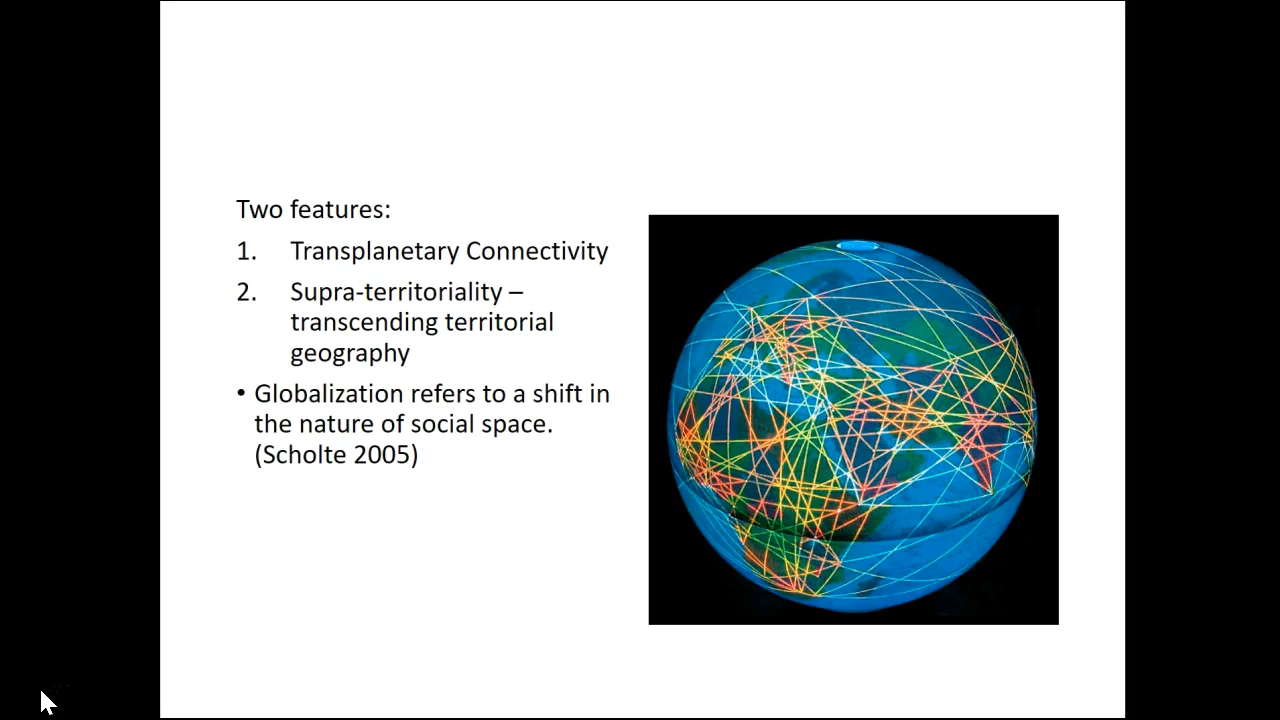 Two features:
1. Transplanetary Connectivity
2. Supra-territoriality –
transcending territorial
geography
• Globalization refers to a shift in
the nature of social space.
(Scholte 2005)